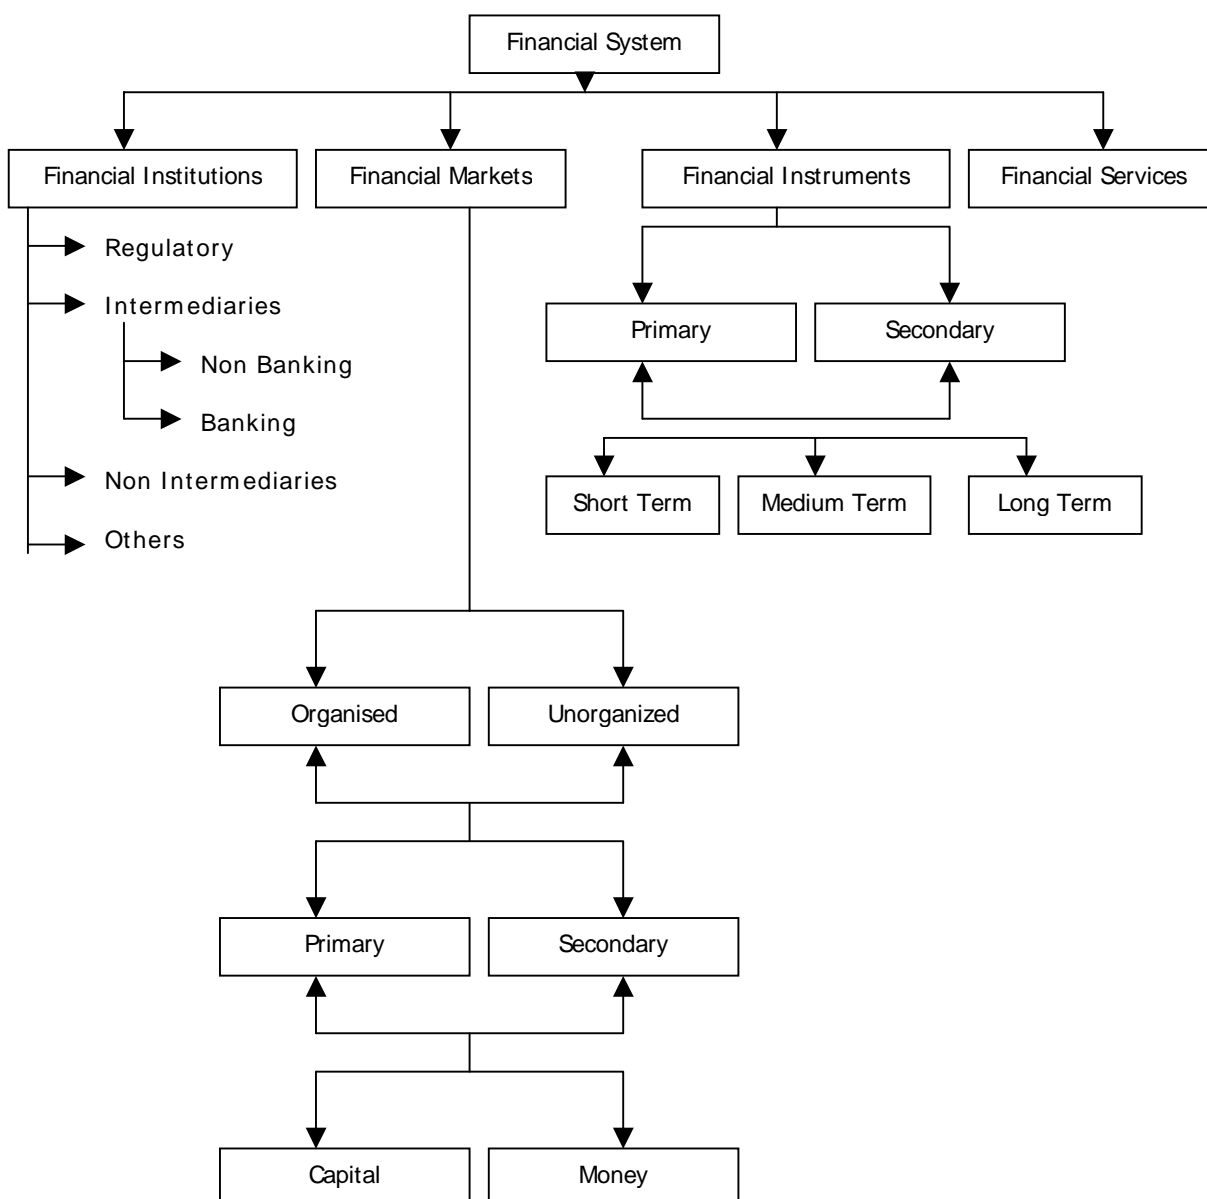 Financial System
Financial Institutions
Financial Markets
Financial Instruments
Financial Services
Regulatory
Intermediaries
Non Banking
Banking
Non Intermediaries
Others
Primary
Secondary
Short Term
Medium Term
Long Term
Organised
Unorganized
Primary
Secondary
Capital
Money